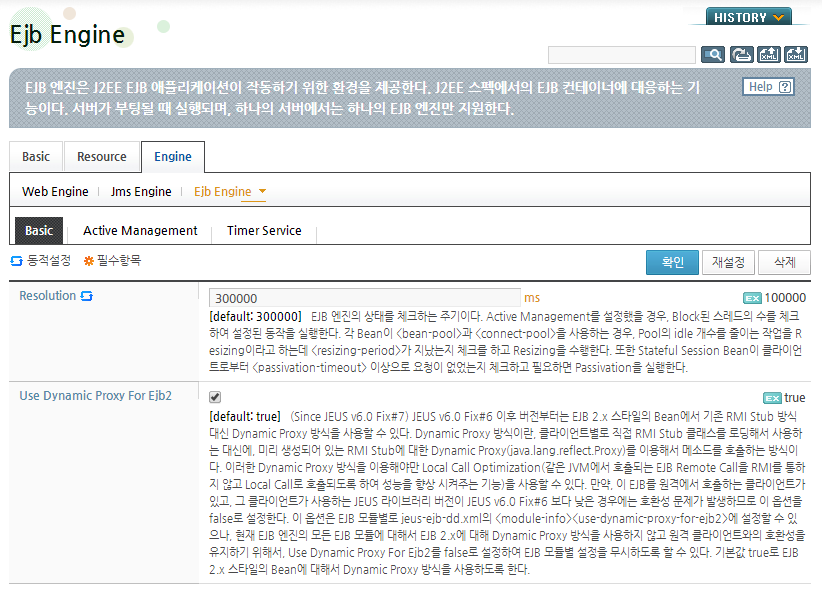 Ejb Engine
HISTORY
XML XML
EJB 엔진은 J2EE EJB 애플리케이션이 작동하기 위한 환경을 제공한다. J2EE 스펙에서의 EJB 컨테이너에 대응하는 기
능이다. 서버가 부팅될 때 실행되며, 하나의 서버에서는 하나의 EJB 엔진만 지원한다.
Help ?
Basic Resource Engine
Web Engine Jms Engine Ejb Engine
Basic Active Management Timer Service
동적설정 필수항목
확인 재설정 삭제
Resolution 300000 ms EX 100000
[default: 300000] EJB 엔진의 상태를 체크하는 주기이다. Active Management를 설정했을 경우, Block된 스레드의 수를 체크
하여 설정된 동작을 실행한다. 각 Bean이 <bean-pool>과 <connect-pool>을 사용하는 경우, Pool의 idle 개수를 줄이는 작업을 R
esizing이라고 하는데 <resizing-period>가 지났는지 체크를 하고 Resizing을 수행한다. 또한 Stateful Session Bean이 클라이언
트로부터 <passivation-timeout> 이상으로 요청이 없었는지 체크하고 필요하면 Passivation을 실행한다.
Use Dynamic Proxy For Ejb2 EX true
[default: true] (Since JEUS v6.0 Fix#7) JEUS v6.0 Fix#6 이후 버전부터는 EJB 2.x 스타일의 Bean에서 기존 RMI Stub 방식
대신 Dynamic Proxy 방식을 사용할 수 있다. Dynamic Proxy 방식이란, 클라이언트별로 직접 RMI Stub 클래스를 로딩해서 사용하
는 대신에, 미리 생성되어 있는 RMI Stub에 대한 Dynamic Proxy(java.lang.reflect.Proxy)를 이용해서 메소드를 호출하는 방식이
다. 이러한 Dynamic Proxy 방식을 이용해야만 Local Call Optimization(같은 JVM에서 호출되는 EJB Remote Call을 RMI를 통하
지 않고 Local Call로 호출되도록 하여 성능을 향상 시켜주는 기능)을 사용할 수 있다. 만약, 이 EJB를 원격에서 호출하는 클라이언트가
있고, 그 클라이언트가 사용하는 JEUS 라이브러리 버전이 JEUS v6.0 Fix#6 보다 낮은 경우에는 호환성 문제가 발생하므로 이 옵션을
false로 설정한다. 이 옵션은 EJB 모듈별로 jeus-ejb-dd.xml의 <module-info><use-dynamic-proxy-for-ejb2>에 설정할 수 있
으나, 현재 EJB 엔진의 모든 EJB 모듈에 대해서 EJB 2.x에 대해 Dynamic Proxy 방식을 사용하지 않고 원격 클라이언트와의 호환성을
유지하기 위해서, Use Dynamic Proxy For Ejb2를 false로 설정하여 EJB 모듈별 설정을 무시하도록 할 수 있다. 기본값 true로 EJB
2.x 스타일의 Bean에 대해서 Dynamic Proxy 방식을 사용하도록 한다.